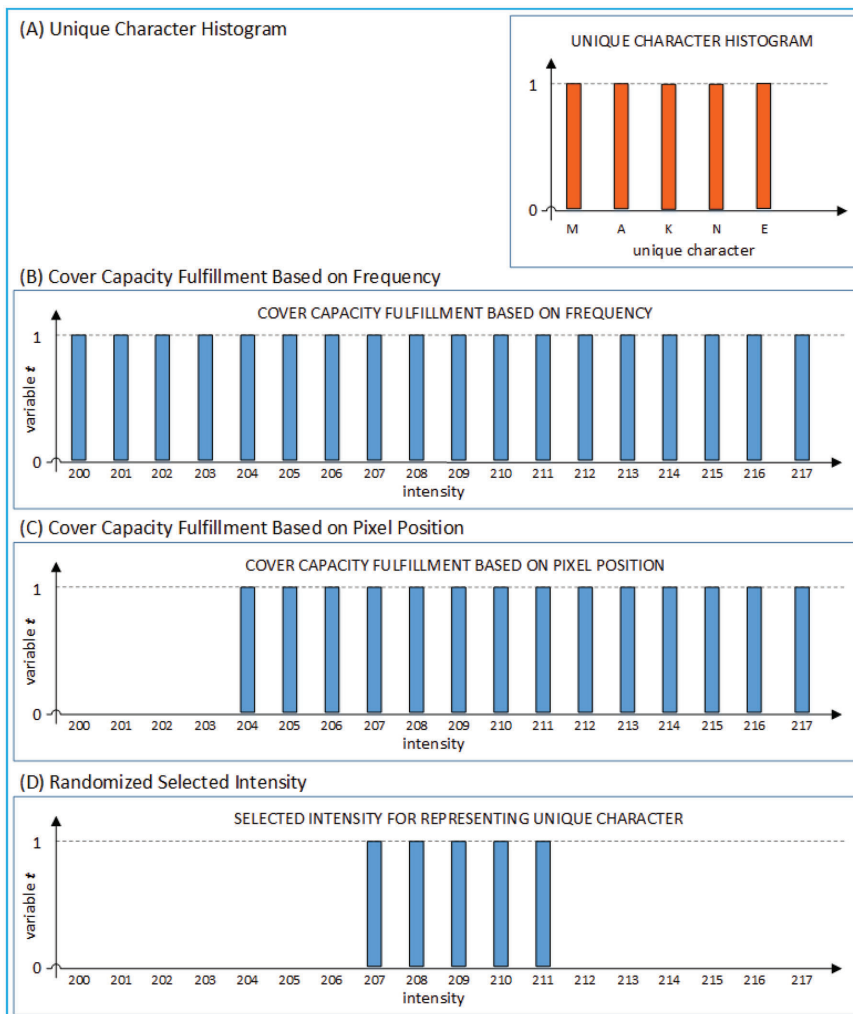 (A) Unique Character Histogram
UNIQUE CHARACTER HISTOGRAM
1
0
M A K N E
unique character
(B) Cover Capacity Fulfillment Based on Frequency
COVER CAPACITY FULFILLMENT BASED ON FREQUENCY
1
variable t
0
200 201 202 203 204 205 206 207 208 209 210 211 212 213 214 215 216 217
intensity
(C) Cover Capacity Fulfillment Based on Pixel Position
COVER CAPACITY FULFILLMENT BASED ON PIXEL POSITION
1
variable t
0
200 201 202 203 204 205 206 207 208 209 210 211 212 213 214 215 216 217
intensity
(D) Randomized Selected Intensity
SELECTED INTENSITY FOR REPRESENTING UNIQUE CHARACTER
1
variable t
0
200 201 202 203 204 205 206 207 208 209 210 211 212 213 214 215 216 217
intensity